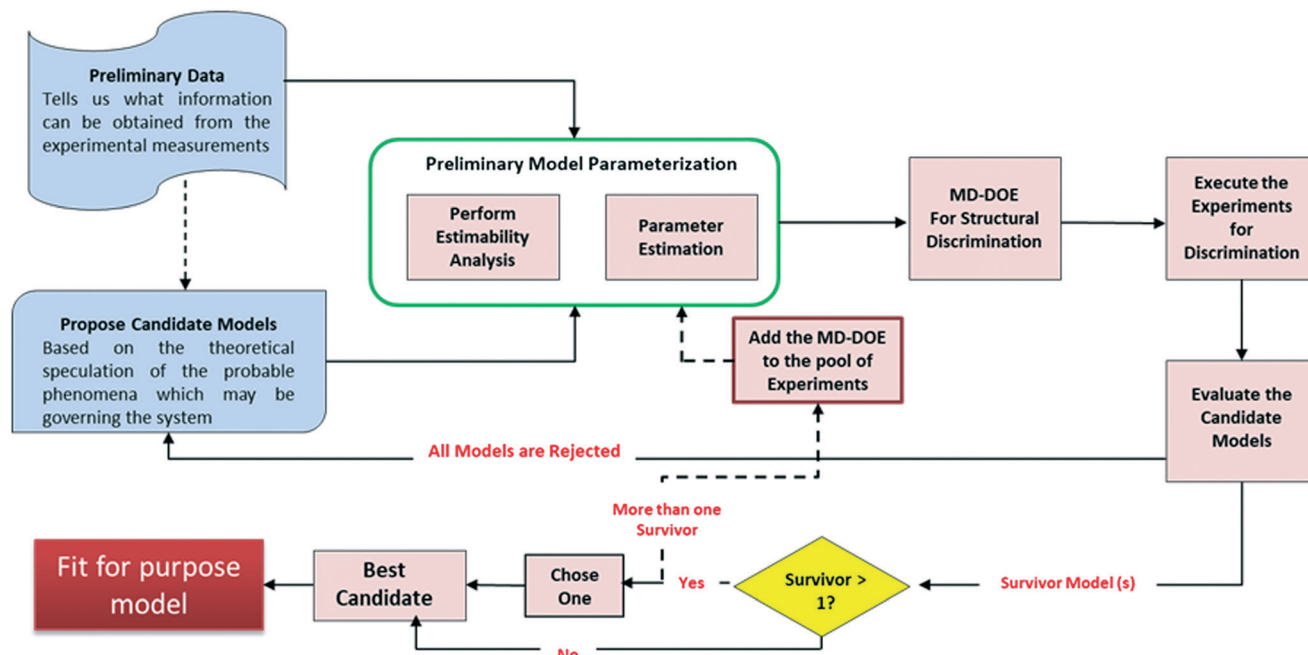 Preliminary Data
Tells us what information
can be obtained from the
experimental measurements
Preliminary Model Parameterization
Perform
Estimability
Analysis
Parameter
Estimation
MD-DOE
For Structural
Discrimination
Execute the
Experiments
for
Discrimination
Propose Candidate Models
Based on the theoretical
speculation of the probable
phenomena which may be
governing the system
Add the MD-DOE
to the pool of
Experiments
Evaluate the
Candidate
Models
All Models are Rejected
More than one
Survivor
Fit for purpose
model
Best
Candidate
Chose
One
Yes
Survivor >
1?
Survivor Model (s)
No